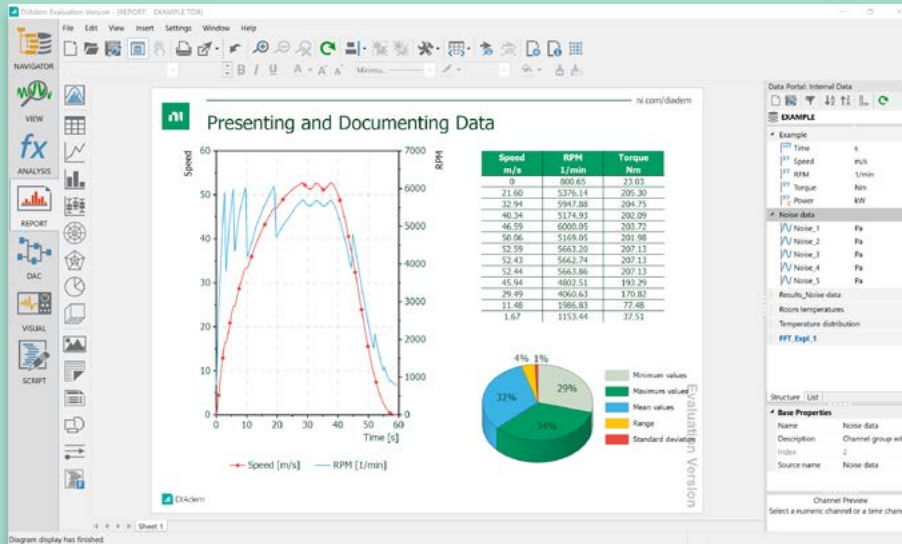 DIAdem Evaluation Version - [REPORT: EXAMPLE.TDR]
File Edit View Insert Settings Window Help
NAVIGATOR
VIEW
ANALYSIS
REPORT
DAC
VISUAL
SCRIPT
B I U
ni.com/diadem
Presenting and Documenting Data
Speed
RPM
60 7000
50 6000
40 5000
30 4000
3000
20
2000
10
1000
0 0
0 10 20 30 40 50 60
Time [s]
Speed [m/s] RPM [1/min]
Speed RPM Torque
m/s 1/min Nm
0 800.65 23.03
21.60 5376.14 205.30
32.94 5947.88 204.75
40.34 5174.93 202.09
46.59 6000.05 203.72
50.06 5169.05 201.98
52.59 5663.20 207.13
52.43 5662.74 207.13
52.44 5663.86 207.13
45.94 4802.51 193.29
29.49 4060.63 170.82
11.48 1986.83 77.48
1.67 1153.44 37.51
4% 1%
29%
32%
34%
Minimum values
Maximum values
Mean values
Range
Standard deviation
Evaluation Version
DIAdem
Sheet 1
Diagram display has finished.
Data Portal: Internal Data
EXAMPLE
Example
Time s
Speed m/s
RPM 1/min
Torque Nm
Power kW
Noise data
Noise_1 Pa
Noise_2 Pa
Noise_3 Pa
Noise_4 Pa
Noise_5 Pa
Results_Noise data
Room temperatures
Temperature distribution
FFT_Expl_1
Structure List
Base Properties
Name Noise data
Description Channel group wit
Index 2
Source name Noise data
Channel Preview
Select a numeric channel or a time chan